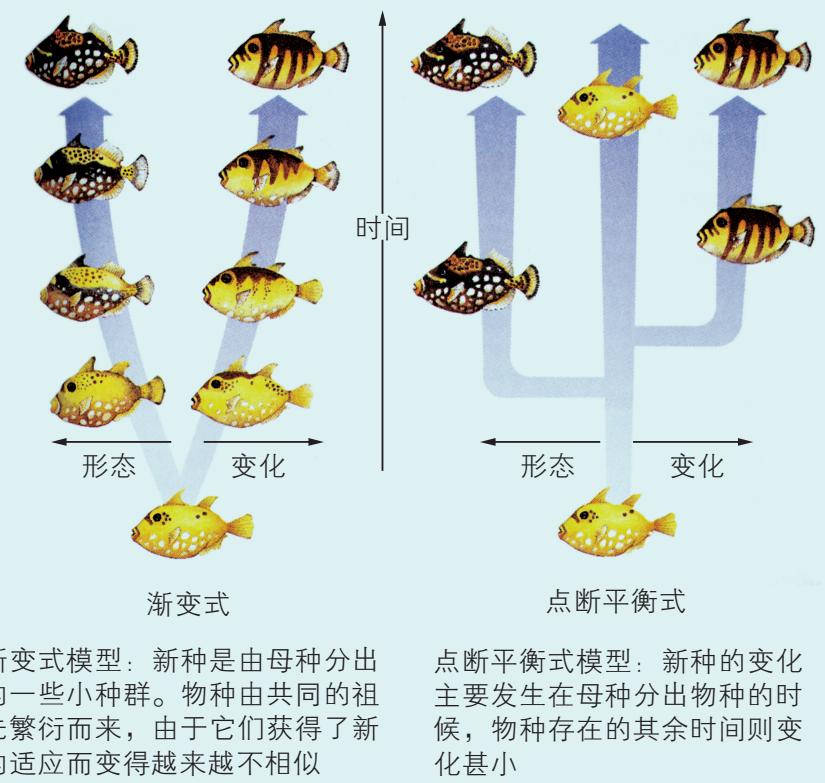 时间
形态 变化
形态 变化
渐变式
点断平衡式
变式模型：新种是由母种分出
一些小种群。物种由共同的祖
繁衍而来，由于它们获得了新
适应而变得越来越不相似
点断平衡式模型：新种的变化
主要发生在母种分出物种的时
候，物种存在的其余时间则变
化甚小